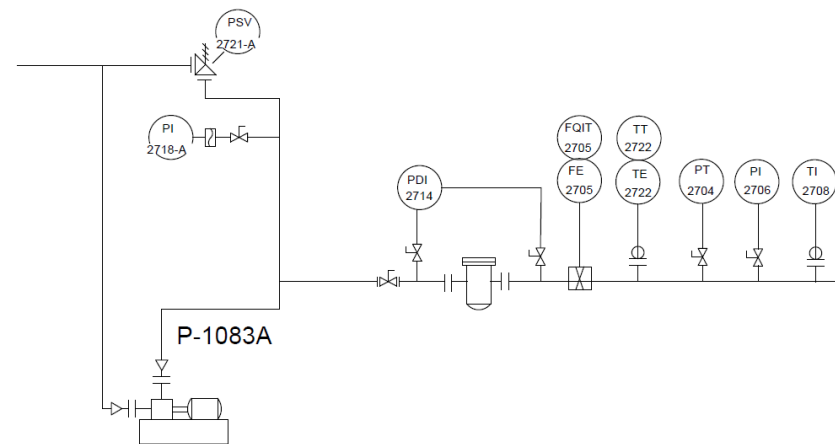 PSV
2721-A
PI
2718-A
PDI
2714
FQIT
2705
FE
2705
TT
2722
TE
2722
PT
2704
PI
2706
TI
2708
P-1083A